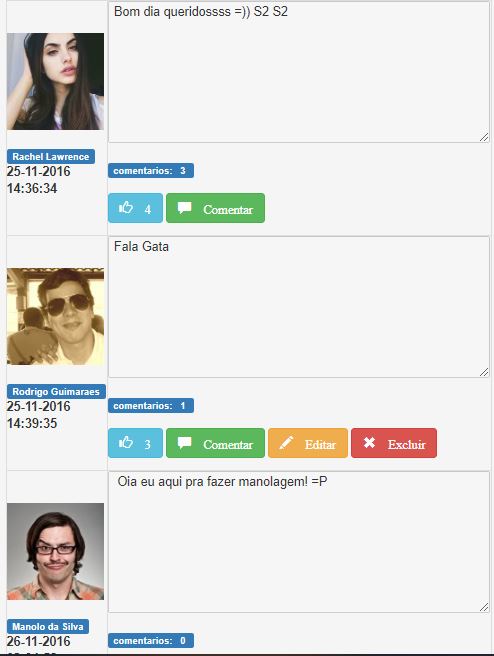 Bom dia queridossss =)) S2 S2
Rachel Lawrence
25-11-2016
14:36:34
comentarios: 3
4 Comentar
Fala Gata
Rodrigo Guimaraes
25-11-2016
14:39:35
comentarios: 1
3 Comentar Editar Excluir
Oia eu aqui pra fazer manolagem! =P
Manolo da Silva
26-11-2016
comentarios: 0